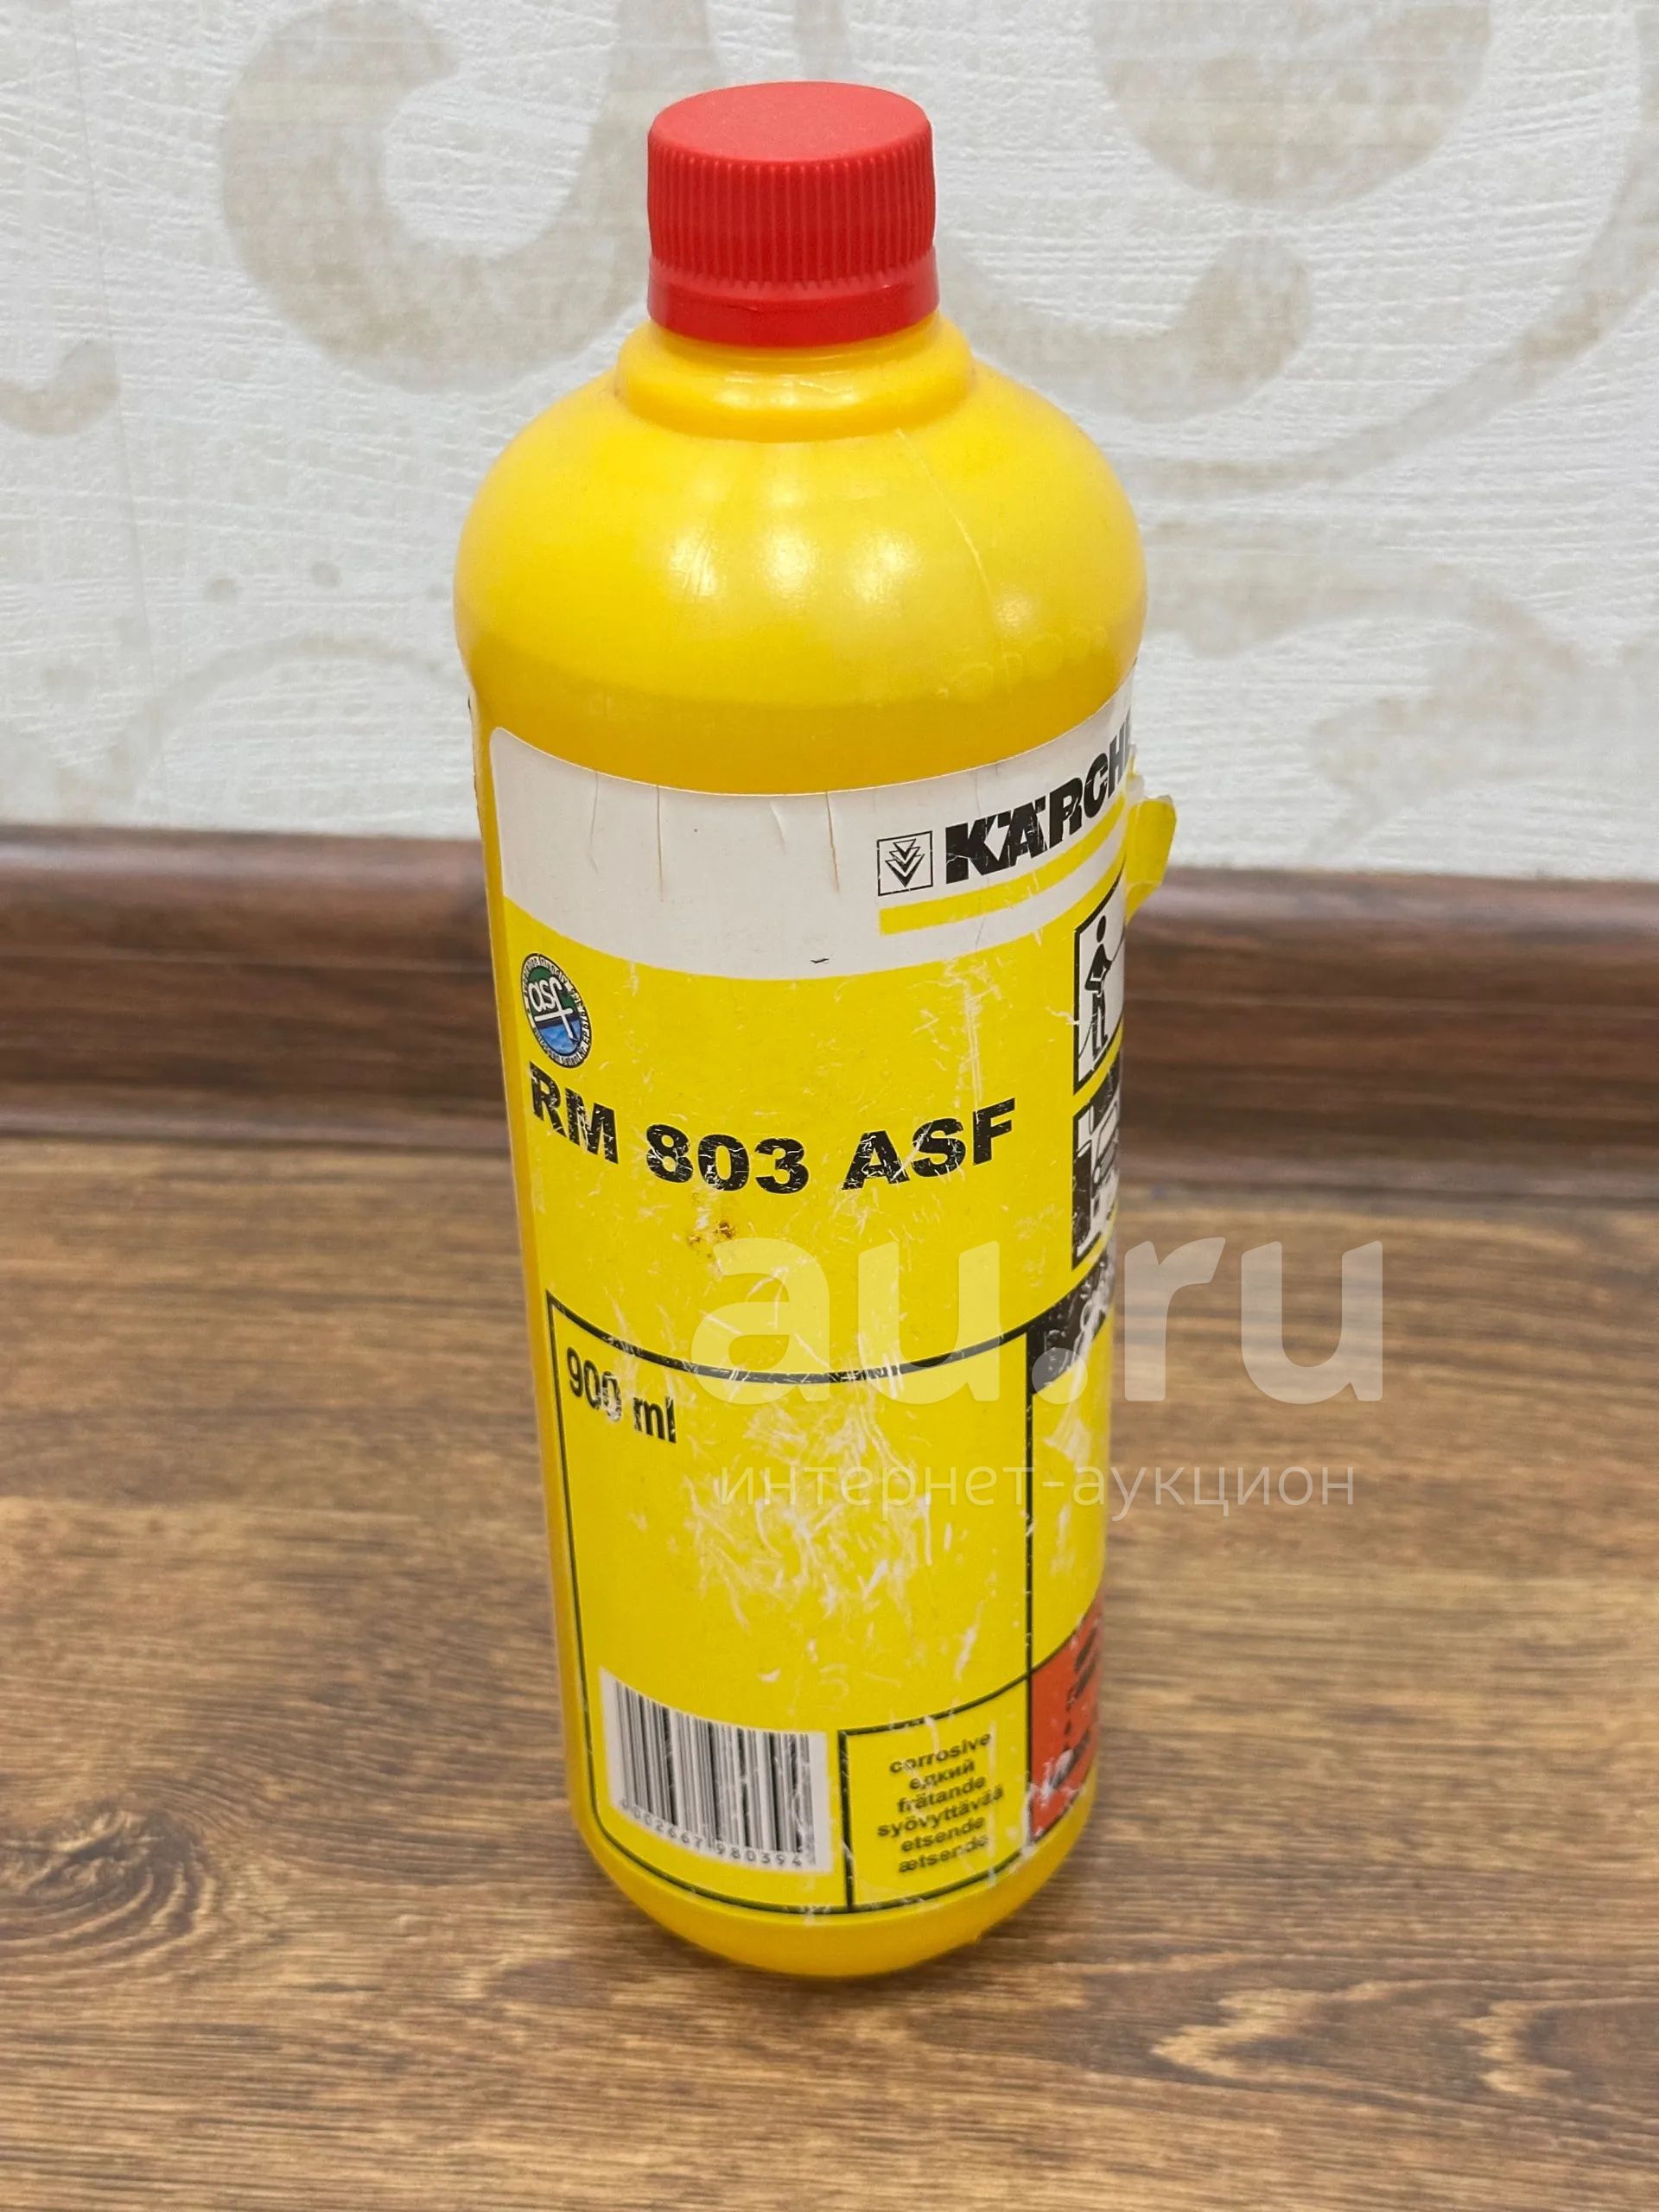 KÄRCH
asf
RM 803 ASF
900 ml
au.ru
интернет-аукцион
corrosive
едкий
frätande
syövyttävää
etsende
ætsende